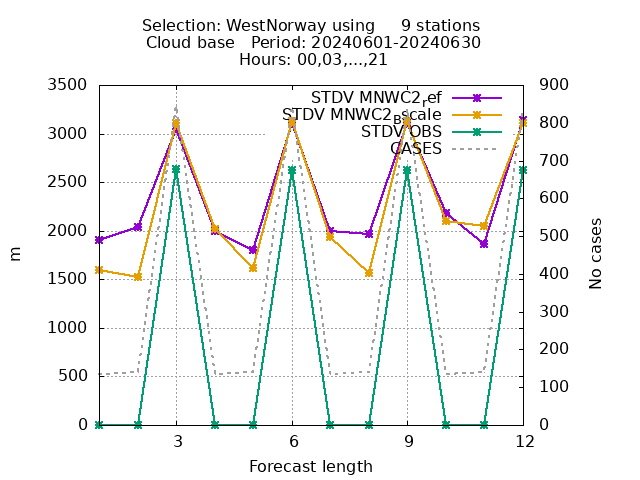 Selection: WestNorway using     9 stations
Cloud base   Period: 20240601-20240630
Hours: 00,03,...,21
3500
3000
2500
2000
1500
1000
500
0
m
900
800
700
600
500
400
300
200
100
0
No cases
STDV MNWC2ref
STDV MNWC2Bscale
STDV OBS
CASES
3
6
9
12
Forecast length